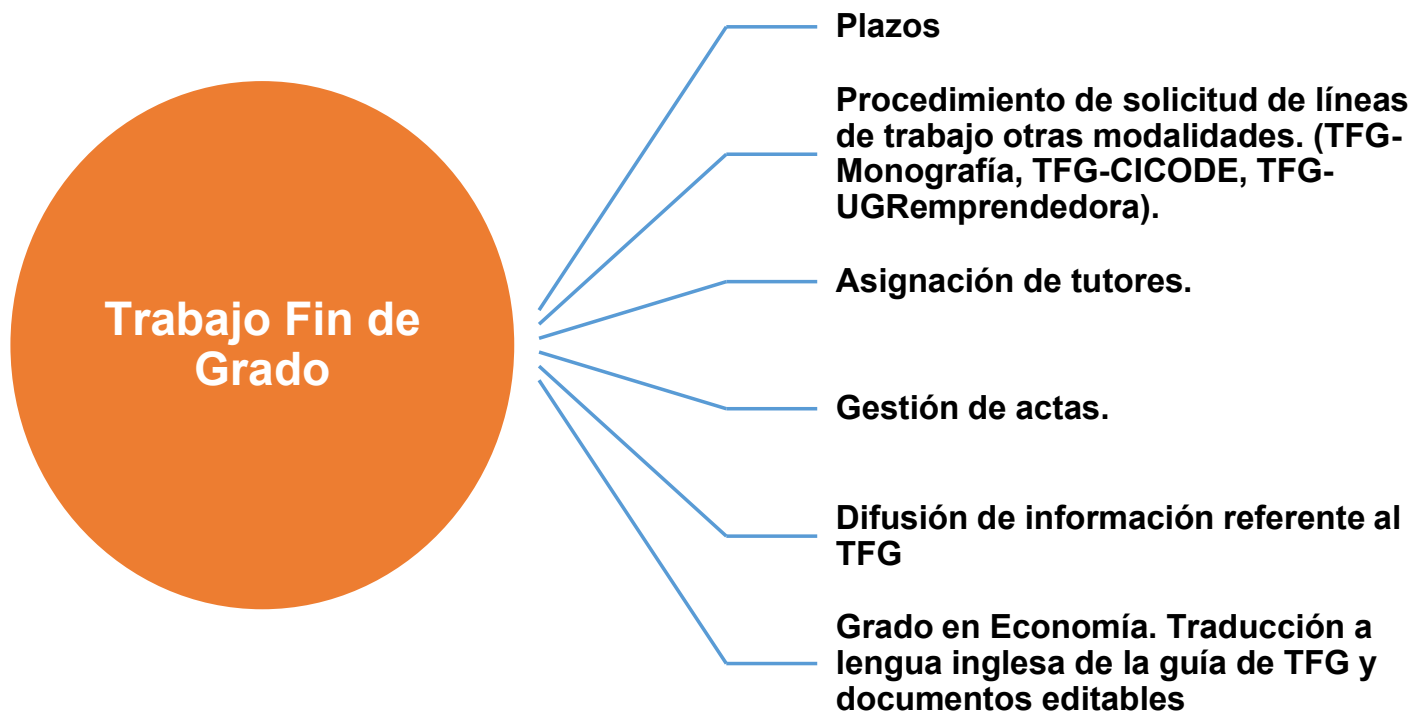 Trabajo Fin de
Grado
Plazos
Procedimiento de solicitud de líneas
de trabajo otras modalidades. (TFG-
Monografía, TFG-CICODE, TFG-
UGRemprendedora).
Asignación de tutores.
Gestión de actas.
Difusión de información referente al
TFG
Grado en Economía. Traducción a
lengua inglesa de la guía de TFG y
documentos editables